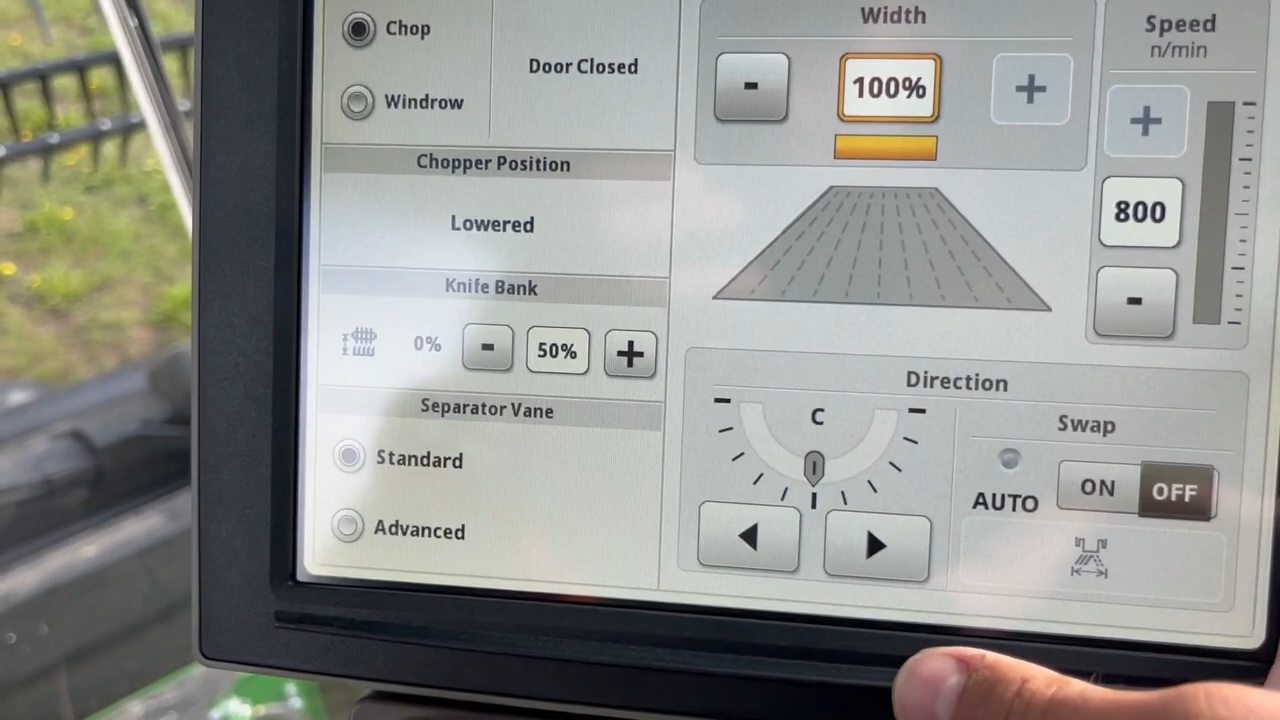 Chop
Windrow
Door Closed
Chopper Position
Lowered
Knife Bank
0% - 50% +
Separator Vane
Standard
Advanced
Width
- 100% +
Speed
n/min
+
800
-
Direction
C
Swap
AUTO
ON OFF